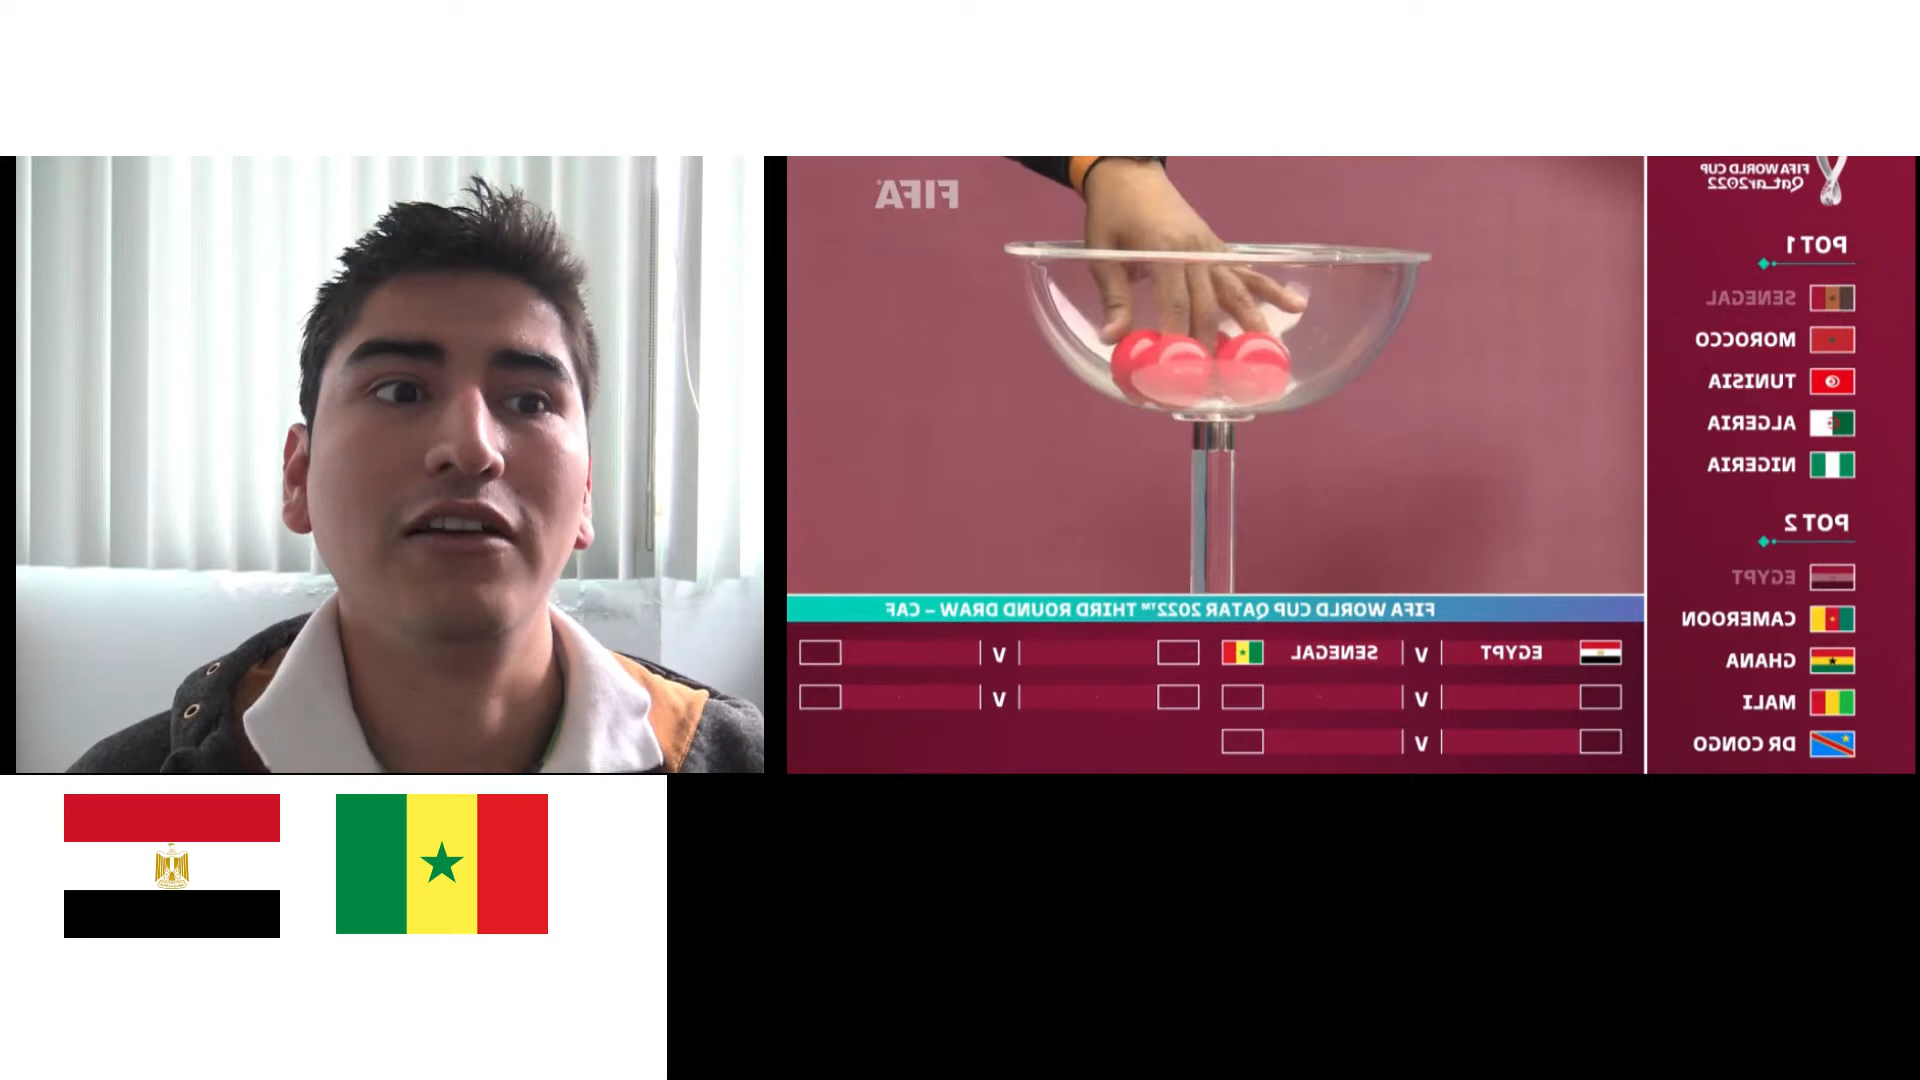 FIFA
FIFA WORLD CUP
Qatar2022
POT 1
SENEGAL
MOROCCO
TUNISIA
ALGERIA
NIGERIA
POT 2
EGYPT
CAMEROON
GHANA
MALI
DR CONGO
FIFA WORLD CUP QATAR 2022™ THIRD ROUND DRAW – CAF
EGYPT V SENEGAL V
V V
V